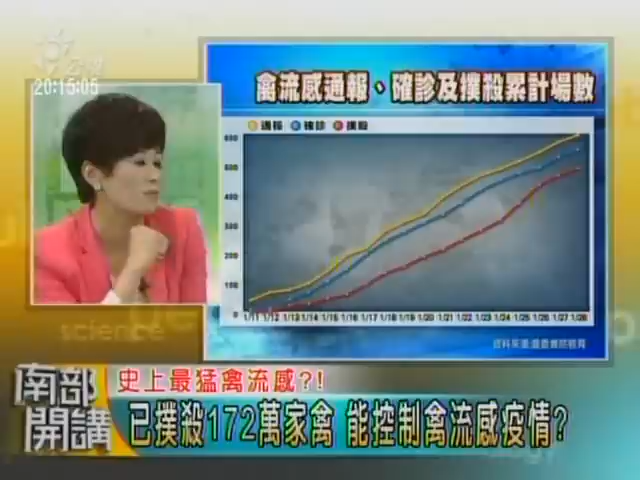 公視
20:15:05
禽流感通報、確診及撲殺累計場數
通報 確診 撲殺
600
500
400
300
200
100
0
1/11 1/12 1/13 1/14 1/15 1/16 1/17 1/18 1/19 1/20 1/21 1/22 1/23 1/24 1/25 1/26 1/27 1/28
science
南部
開講
史上最猛禽流感?!
已撲殺172萬家禽 能控制禽流感疫情?